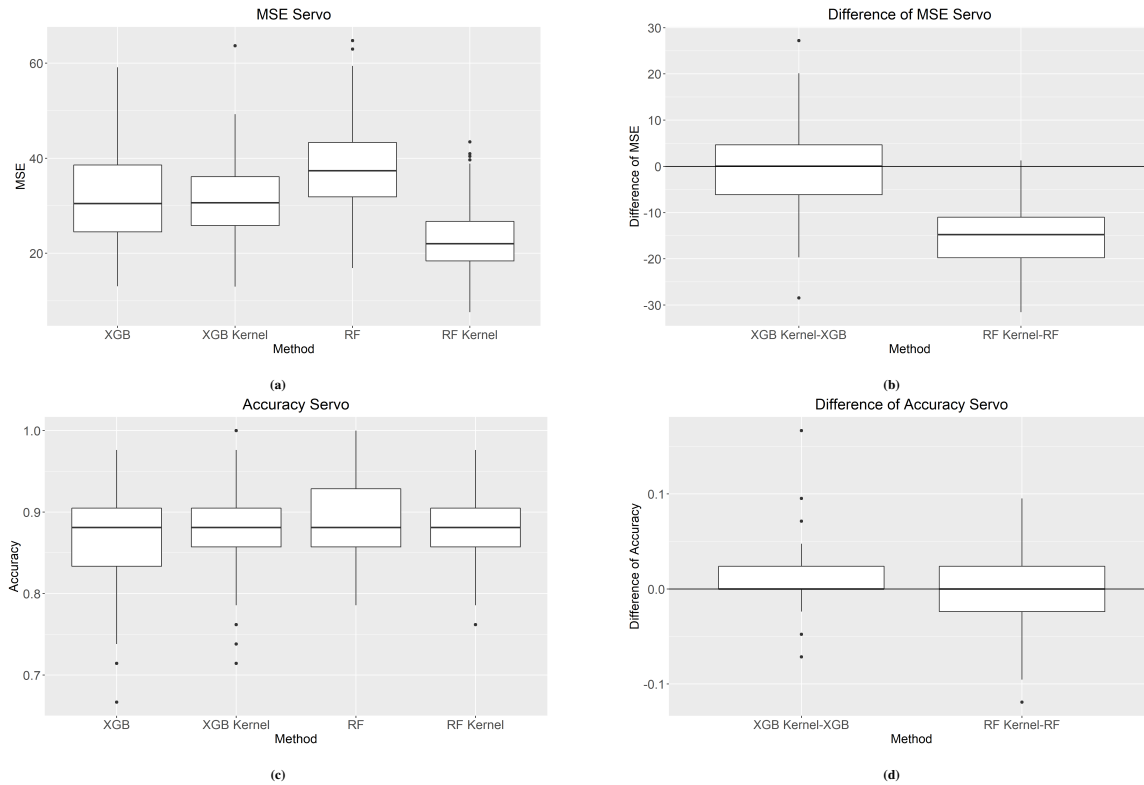 MSE Servo
MSE
60
40
20
XGB
XGB Kernel
RF
RF Kernel
Method
(a)
Difference of MSE Servo
Difference of MSE
30
20
10
0
-10
-20
-30
XGB Kernel-XGB
RF Kernel-RF
Method
(b)
Accuracy Servo
Accuracy
1.0
0.9
0.8
0.7
XGB
XGB Kernel
RF
RF Kernel
Method
(c)
Difference of Accuracy Servo
Difference of Accuracy
0.1
0.0
-0.1
XGB Kernel-XGB
RF Kernel-RF
Method
(d)